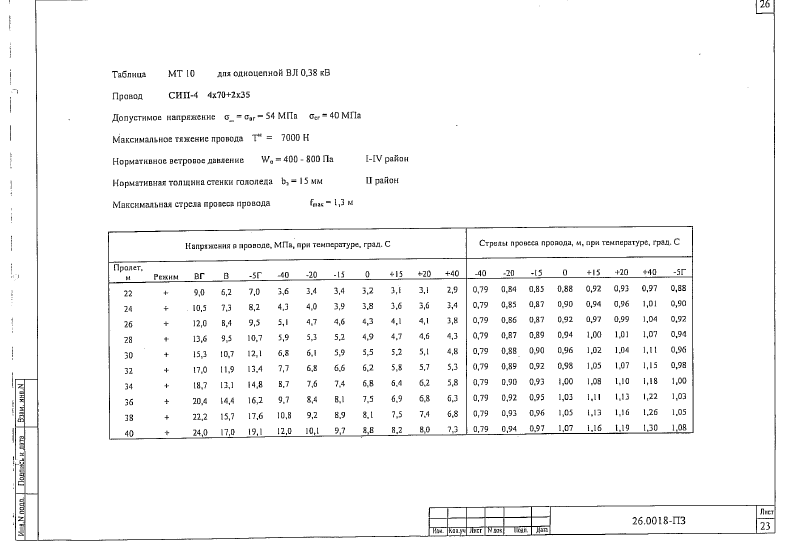 26
Таблица МТ 10 для одноцепной ВЛ 0,38 кВ
Провод СИП-4 4х70+2х35
Допустимое напряжение σ_ = σвг = 54 МПа σсг = 40 МПа
Максимальное тяжение провода Т = 7000 Н
Нормативное ветровое давление W₀ = 400 - 800 Па I-IV район
Нормативная толщина стенки гололеда bэ = 15 мм II район
Максимальная стрела провеса провода fмак = 1,3 м
Напряжения в проводе, МПа, при температуре, град. С Стрелы провеса провода, м, при температуре, град. С
Пролет, м Режим ВГ В -5Г -40 -20 -15 0 +15 +20 +40 -40 -20 -15 0 +15 +20 +40 -5Г
22 + 9,0 6,2 7,0 3,6 3,4 3,4 3,2 3,1 3,1 2,9 0,79 0,84 0,85 0,88 0,92 0,93 0,97 0,88
24 + 10,5 7,3 8,2 4,3 4,0 3,9 3,8 3,6 3,6 3,4 0,79 0,85 0,87 0,90 0,94 0,96 1,01 0,90
26 + 12,0 8,4 9,5 5,1 4,7 4,6 4,3 4,1 4,1 3,8 0,79 0,86 0,87 0,92 0,97 0,99 1,04 0,92
28 + 13,6 9,5 10,7 5,9 5,3 5,2 4,9 4,7 4,6 4,3 0,79 0,87 0,89 0,94 1,00 1,01 1,07 0,94
30 + 15,3 10,7 12,1 6,8 6,1 5,9 5,5 5,2 5,1 4,8 0,79 0,88 0,90 0,96 1,02 1,04 1,11 0,96
32 + 17,0 11,9 13,4 7,7 6,8 6,6 6,2 5,8 5,7 5,3 0,79 0,89 0,92 0,98 1,05 1,07 1,15 0,98
34 + 18,7 13,1 14,8 8,7 7,6 7,4 6,8 6,4 6,2 5,8 0,79 0,90 0,93 1,00 1,08 1,10 1,18 1,00
36 + 20,4 14,4 16,2 9,7 8,4 8,1 7,5 6,9 6,8 6,3 0,79 0,92 0,95 1,03 1,11 1,13 1,22 1,03
38 + 22,2 15,7 17,6 10,8 9,2 8,9 8,1 7,5 7,4 6,8 0,79 0,93 0,96 1,05 1,13 1,16 1,26 1,05
40 + 24,0 17,0 19,1 12,0 10,1 9,7 8,8 8,2 8,0 7,3 0,79 0,94 0,97 1,07 1,16 1,19 1,30 1,08
Взам. инв.N
Подпись и дата
Инв.N подл.
Изм. Кол.уч Лист N док Подп. Дата
26.0018-ПЗ
Лист
23